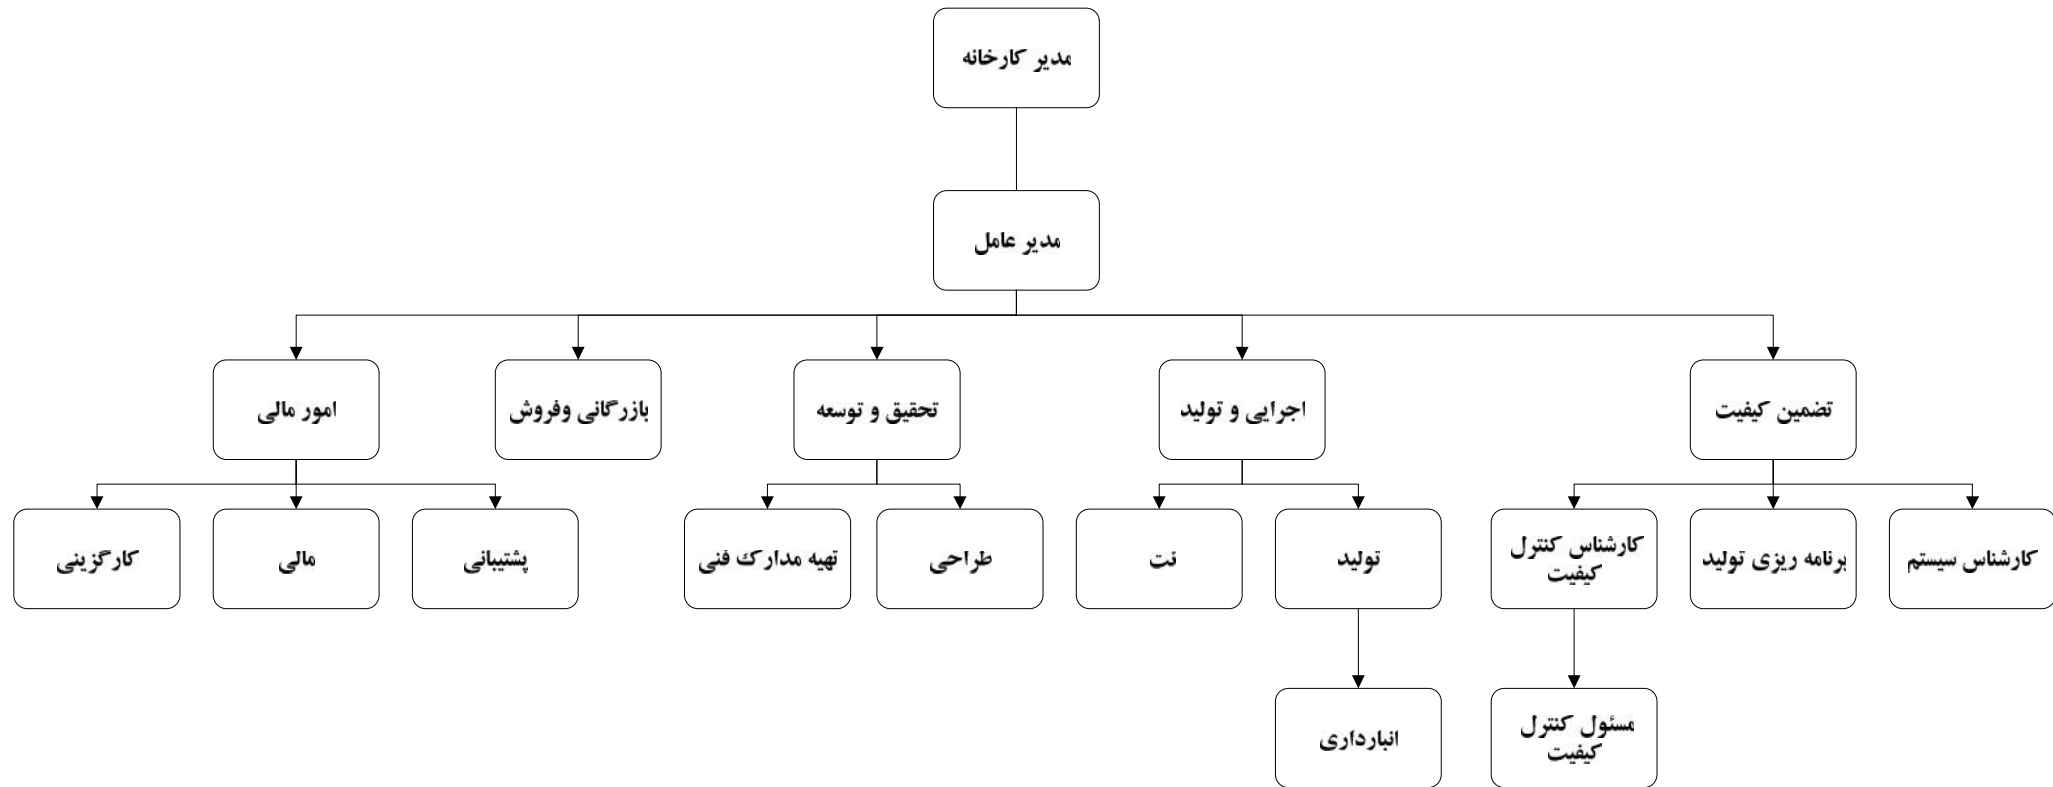 مدیر کارخانه
مدیر عامل
تضمین کیفیت
اجرایی و تولید
تحقیق و توسعه
بازرگانی وفروش
امور مالی
کارشناس سیستم
برنامه ریزی تولید
کارشناس کنترل
کیفیت
تولید
نت
طراحی
تهیه مدارک فنی
پشتیبانی
مالی
کارگزینی
مسئول کنترل
کیفیت
انبارداری